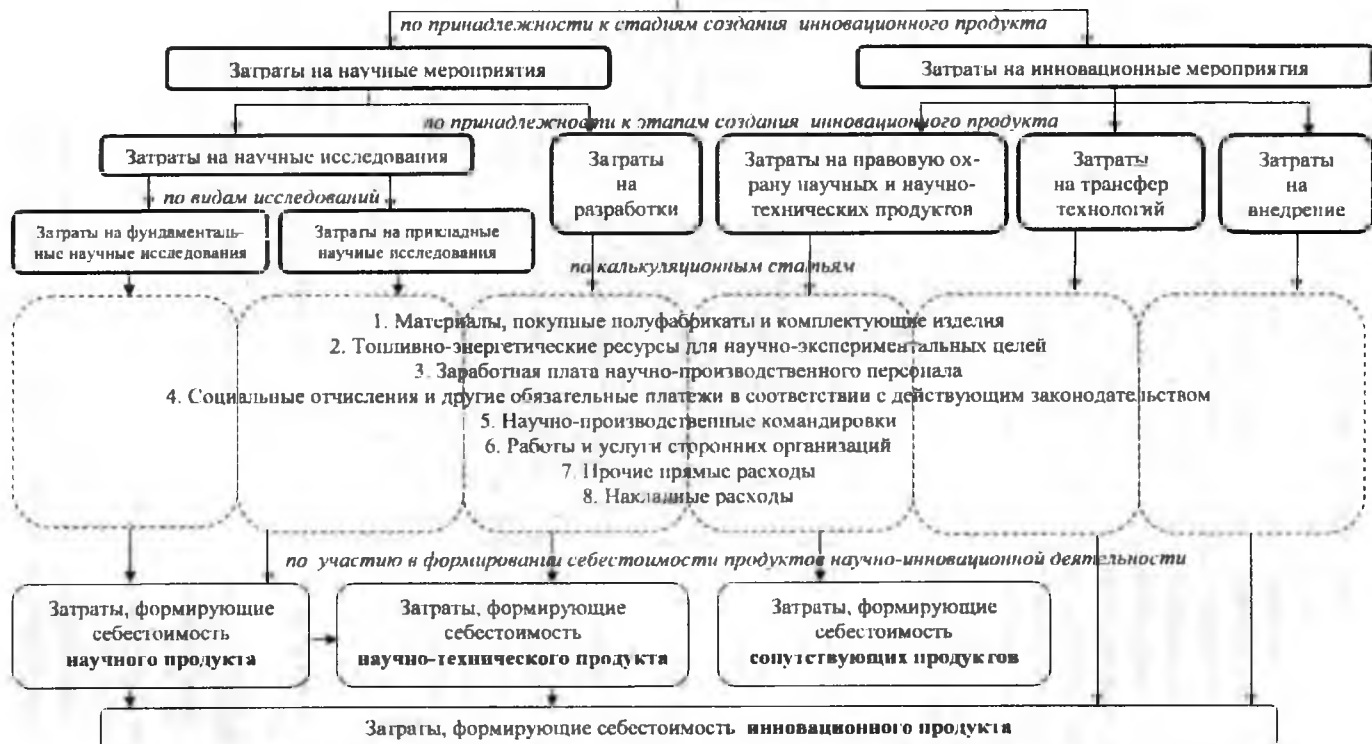 по принадлежности к стадиям создания инновационного продукта
Затраты на научные мероприятия
Затраты на инновационные мероприятия
по принадлежности к этапам создания инновационного продукта
Затраты на научные исследования
Затраты
на
разработки
Затраты на правовую ох-
рану научных и научно-
технических продуктов
Затраты
на трансфер
технологий
Затраты
на
внедрение
по видам исследований
Затраты на фундаменталь-
ные научные исследования
Затраты на прикладные
научные исследования
по калькуляционным статьям
1. Материалы, покупные полуфабрикаты и комплектующие изделия
2. Топливно-энергетические ресурсы для научно-экспериментальных целей
3. Заработная плата научно-производственного персонала
4. Социальные отчисления и другие обязательные платежи в соответствии с действующим законодательством
5. Научно-производственные командировки
6. Работы и услуги сторонних организаций
7. Прочие прямые расходы
8. Накладные расходы
по участию в формировании себестоимости продуктов научно-инновационной деятельности
Затраты, формирующие
себестоимость
научного продукта
Затраты, формирующие
себестоимость
научно-технического продукта
Затраты, формирующие
себестоимость
сопутствующих продуктов
Затраты, формирующие себестоимость инновационного продукта